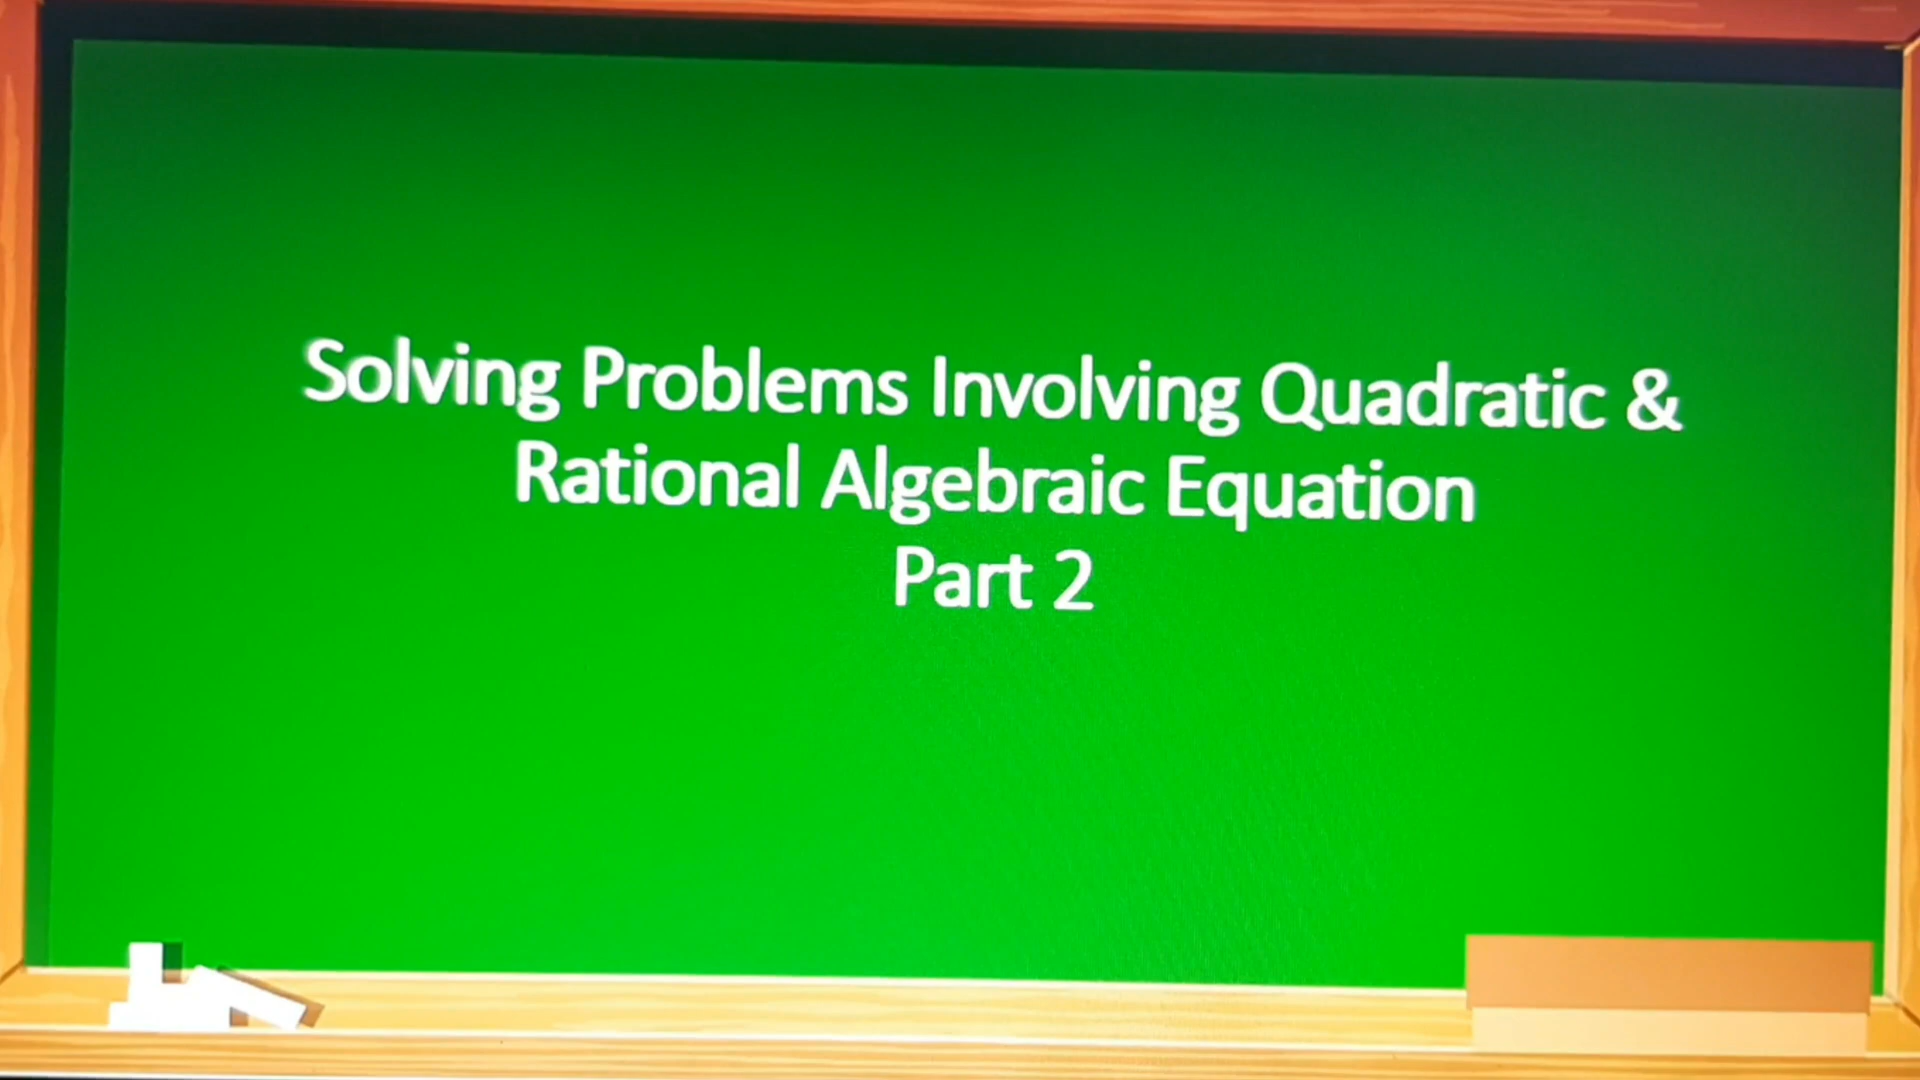 Solving Problems Involving Quadratic &
Rational Algebraic Equation
Part 2